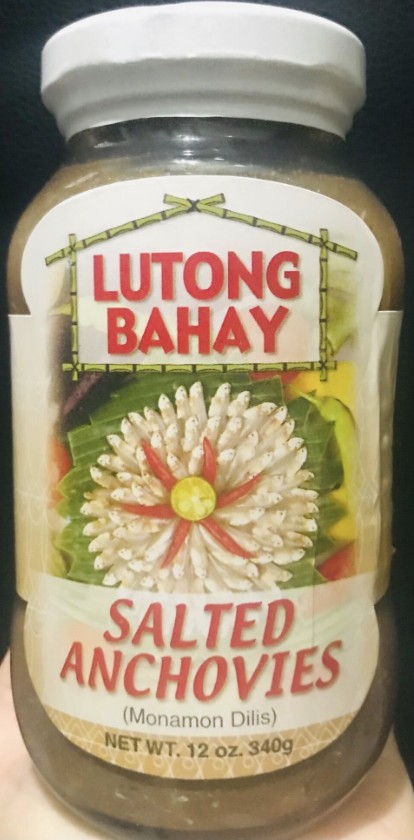 LUTONG
BAHAY
SALTED
ANCHOVIES
(Monamon Dilis)
NET WT. 12 oz. 340g